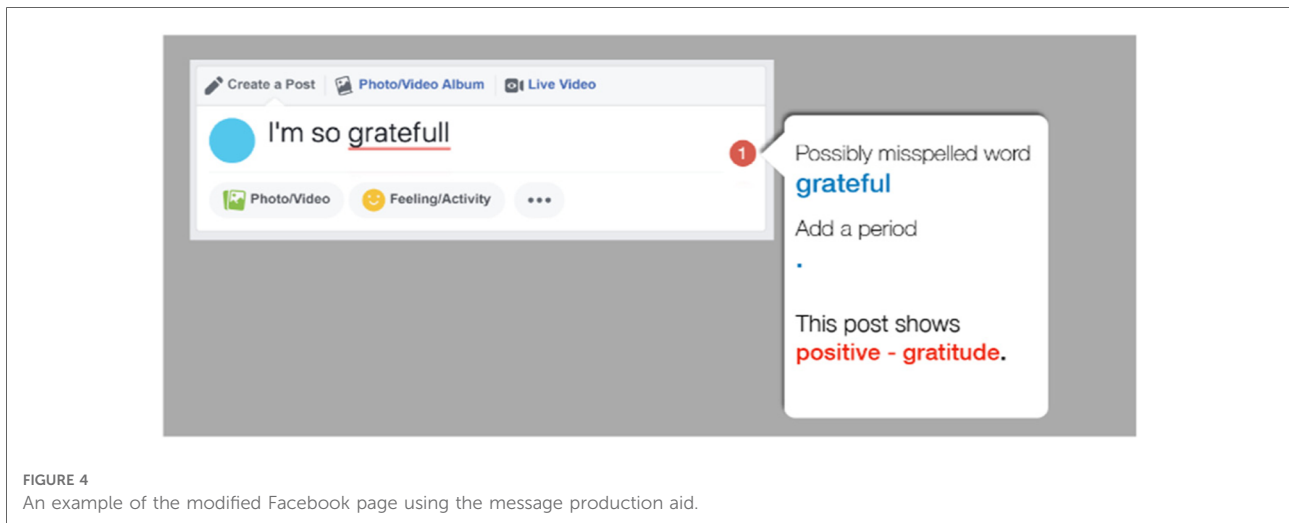 Create a Post Photo/Video Album Live Video
I'm so gratefull
1
Photo/Video Feeling/Activity •••
Possibly misspelled word
grateful
Add a period
.
This post shows
positive - gratitude.
FIGURE 4
An example of the modified Facebook page using the message production aid.